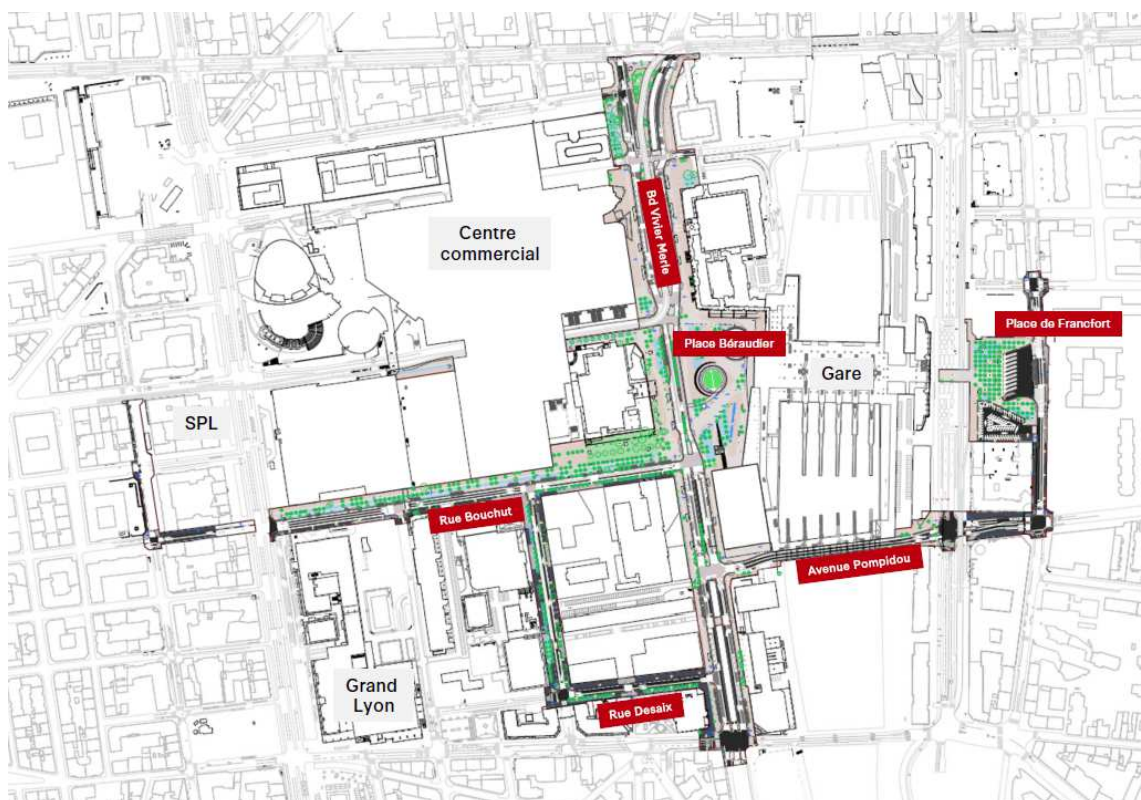 Bd Vivier Merle
Centre
commercial
Place de Francfort
Place Béraudier
Gare
SPL
Rue Bouchut
Avenue Pompidou
Grand
Lyon
Rue Desaix